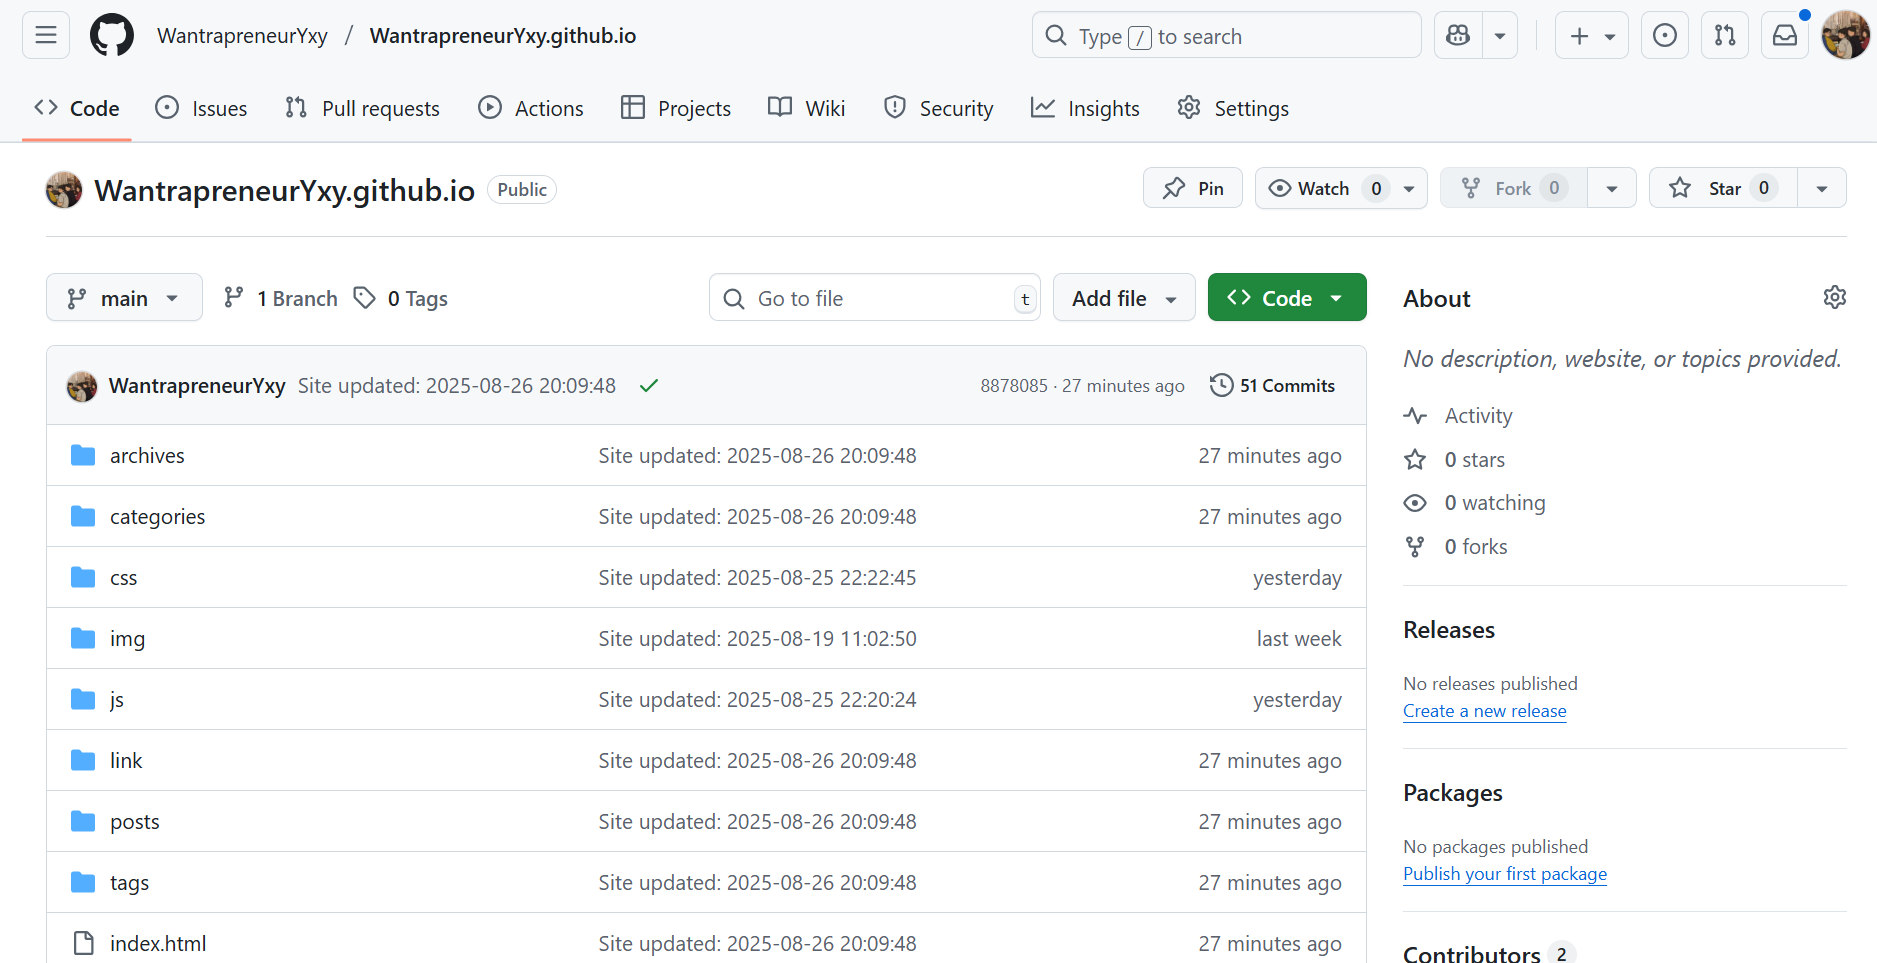 WantrapreneurYxy / WantrapreneurYxy.github.io
Type / to search
Code Issues Pull requests Actions Projects Wiki Security Insights Settings
WantrapreneurYxy.github.io Public
Pin Watch 0 Fork 0 Star 0
main 1 Branch 0 Tags
Go to file t
Add file Code
WantrapreneurYxy Site updated: 2025-08-26 20:09:48 8878085 · 27 minutes ago 51 Commits
archives Site updated: 2025-08-26 20:09:48 27 minutes ago
categories Site updated: 2025-08-26 20:09:48 27 minutes ago
css Site updated: 2025-08-25 22:22:45 yesterday
img Site updated: 2025-08-19 11:02:50 last week
js Site updated: 2025-08-25 22:20:24 yesterday
link Site updated: 2025-08-26 20:09:48 27 minutes ago
posts Site updated: 2025-08-26 20:09:48 27 minutes ago
tags Site updated: 2025-08-26 20:09:48 27 minutes ago
index.html Site updated: 2025-08-26 20:09:48 27 minutes ago
About
No description, website, or topics provided.
Activity
0 stars
0 watching
0 forks
Releases
No releases published
Create a new release
Packages
No packages published
Publish your first package
Contributors 2